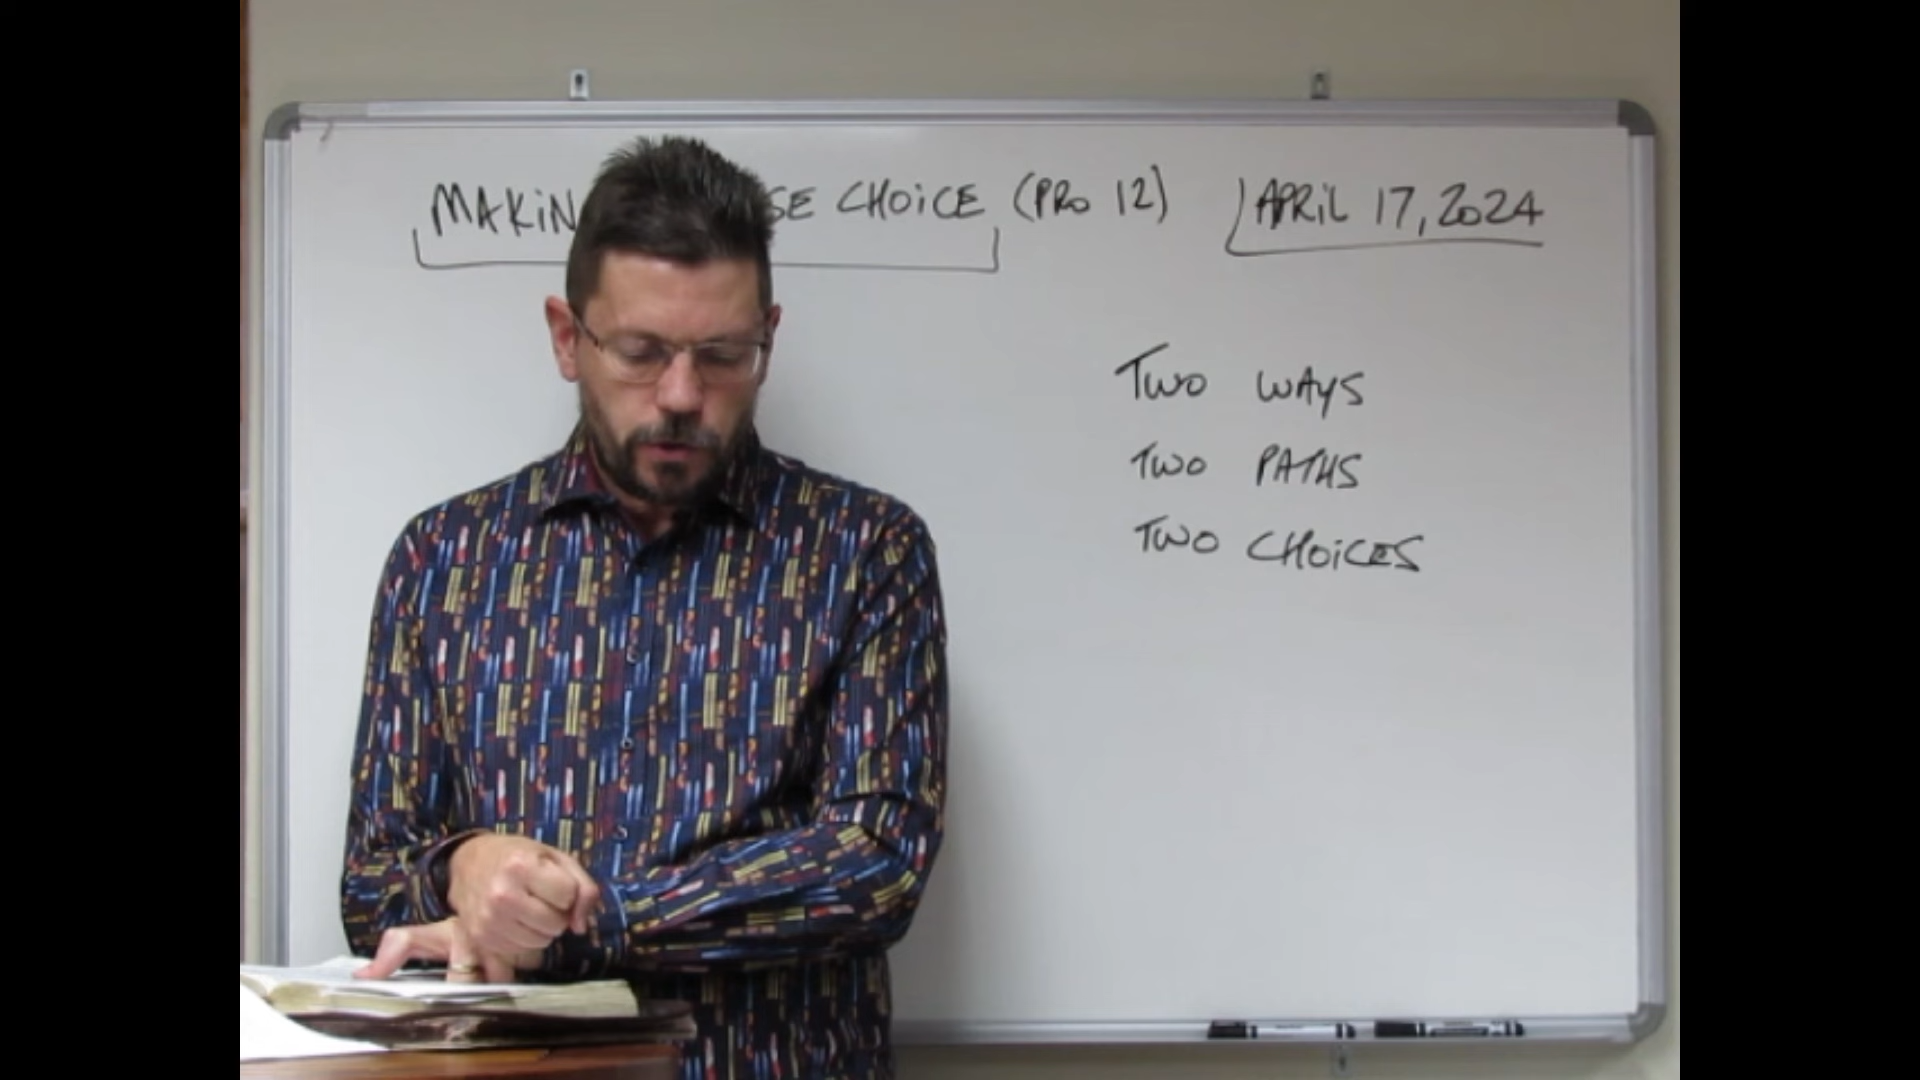 MAKIN SE CHOICE (PRO 12) APRIL 17, 2024
TWO WAYS
TWO PATHS
TWO CHOICES